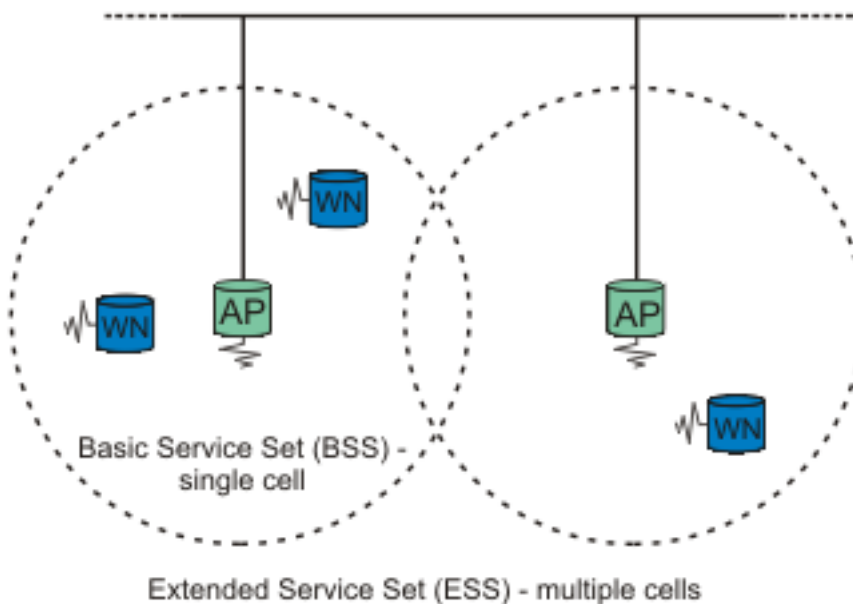 WN
WN
AP
AP
WN
Basic Service Set (BSS) -
single cell
Extended Service Set (ESS) - multiple cells